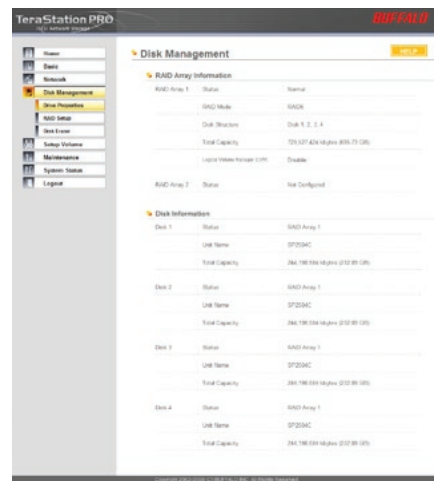 TeraStation PRO
BUFFALO
Home
Basic
Network
Disk Management
Drive Properties
RAID Setup
Disk Erase
Setup Volume
Maintenance
System Status
Logout
Disk Management
HELP
RAID Array Information
RAID Array 1 Status Normal
RAID Mode
Disk Structure Disk 1, 2, 3, 4
Total Capacity
Logical Volume Manager (LVM) Disable
RAID Array 2 Status Not Configured
Disk Information
Disk 1 Status RAID Array 1
Unit Name SP2504C
Total Capacity
Disk 2 Status RAID Array 1
Unit Name SP2504C
Total Capacity
Disk 3 Status RAID Array 1
Unit Name SP2504C
Total Capacity
Disk 4 Status RAID Array 1
Unit Name SP2504C
Total Capacity